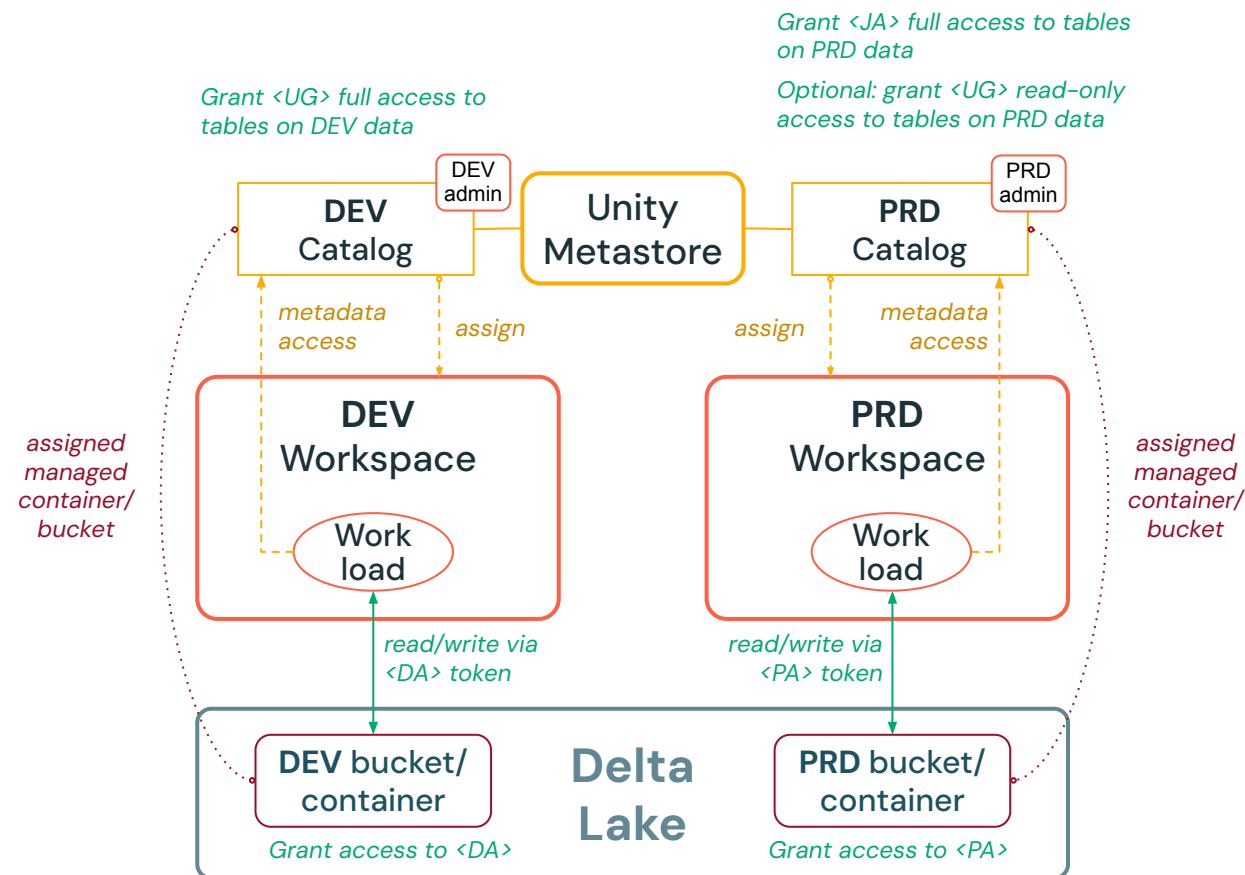 Grant <JA> full access to tables
on PRD data
Optional: grant <UG> read-only
access to tables on PRD data
Grant <UG> full access to
tables on DEV data
DEV
admin
DEV
Catalog
Unity
Metastore
PRD
admin
PRD
Catalog
metadata
access
assign
assign
metadata
access
DEV
Workspace
PRD
Workspace
assigned
managed
container/
bucket
assigned
managed
container/
bucket
Work
load
Work
load
read/write via
<DA> token
read/write via
<PA> token
DEV bucket/
container
Delta
Lake
PRD bucket/
container
Grant access to <DA>
Grant access to <PA>